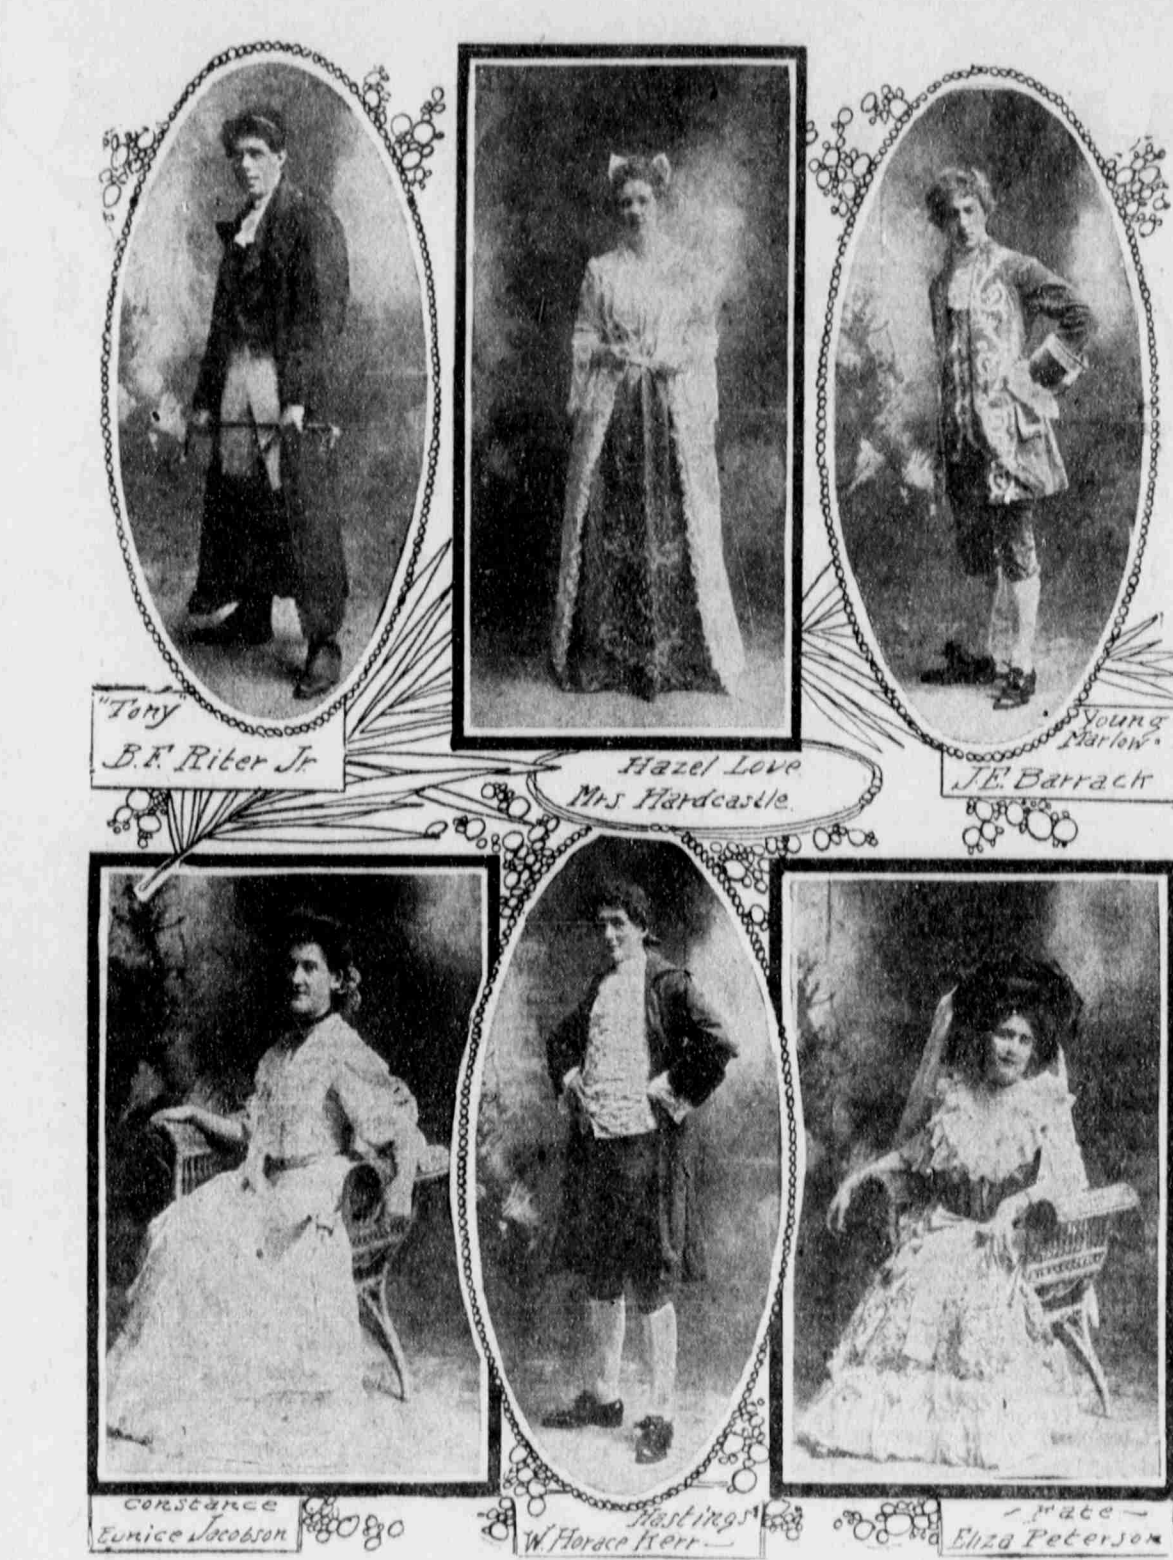 "Tony"
B.F. Riter Jr.
Hazel Love
Mrs Hardcastle
Young
Marlow"
J.E. Barrack
Constance
Eunice Jacobson
Hastings"
W. Horace Kerr—
— Kate —
Eliza Peterson